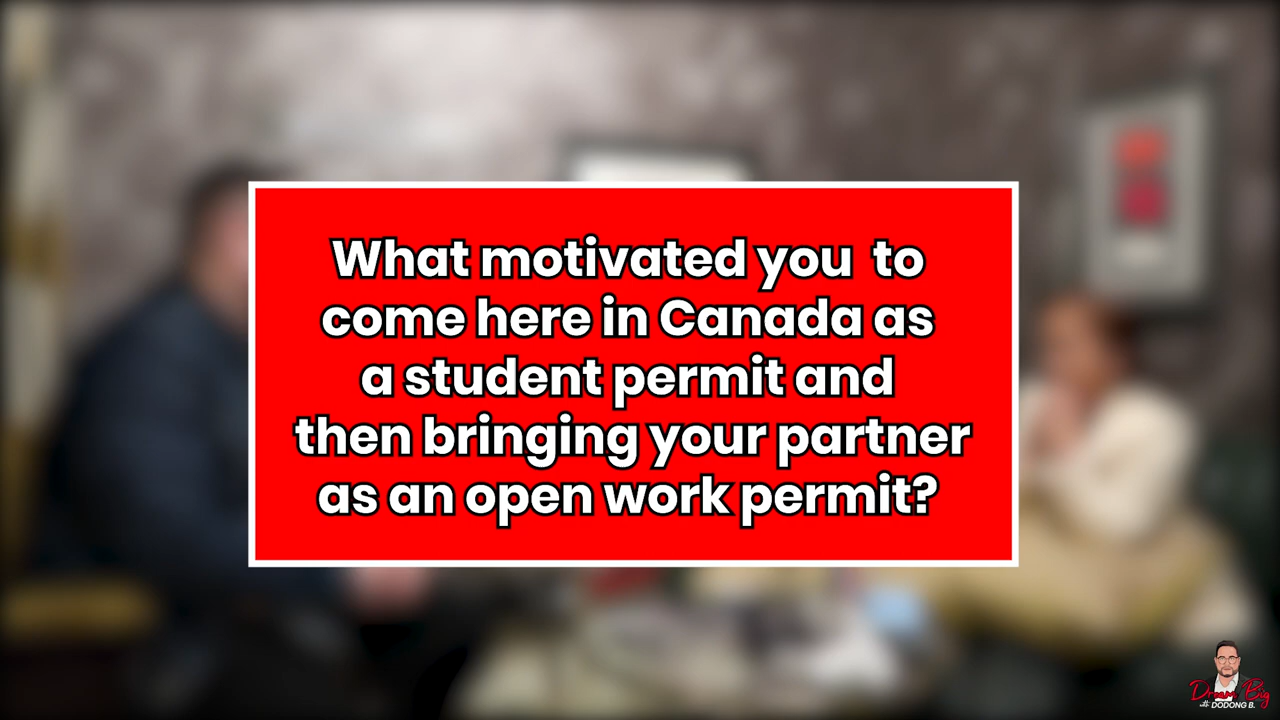 What motivated you  to
come here in Canada as
a student permit and
then bringing your partner
as an open work permit?
Dream Big
with DODONG B.